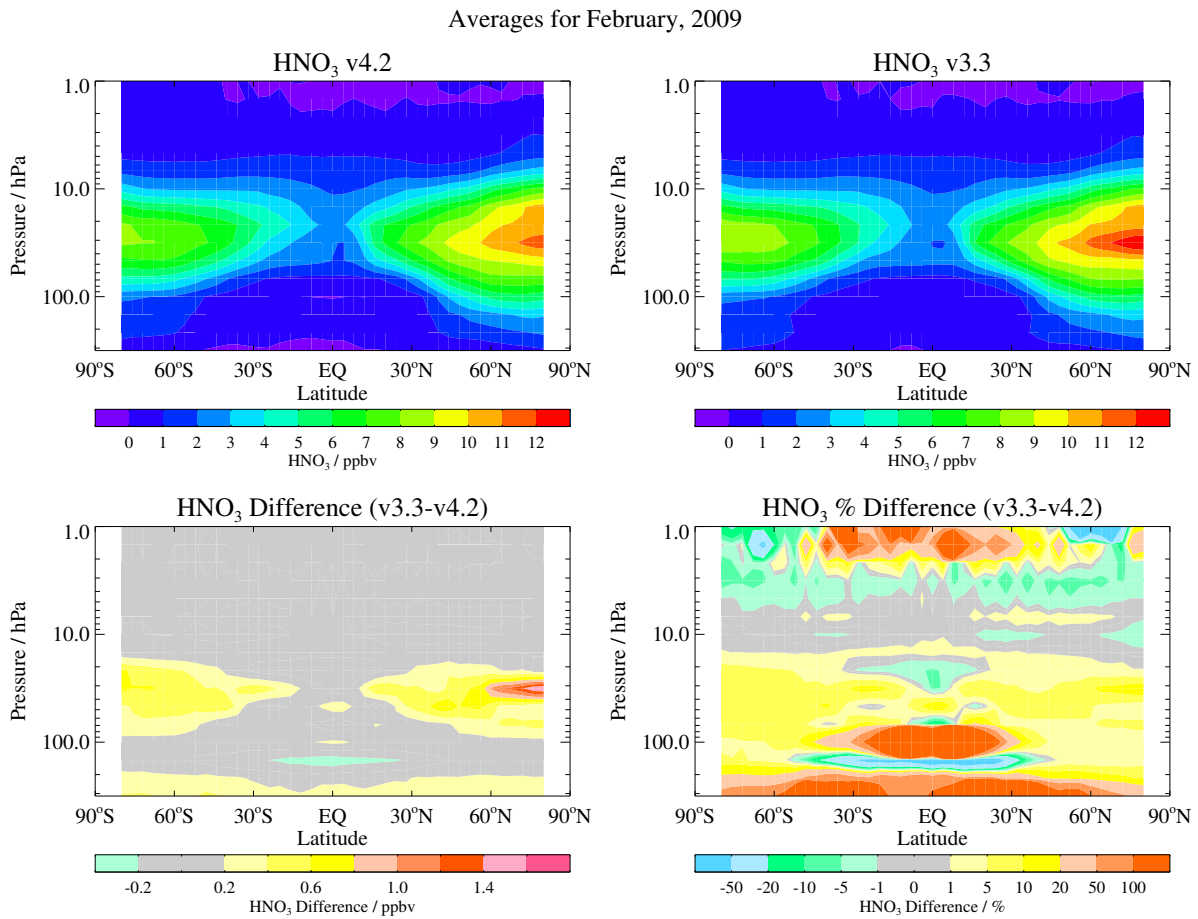 Averages for February, 2009
HNO₃ v4.2
1.0
10.0
100.0
Pressure / hPa
90°S 60°S 30°S EQ 30°N 60°N 90°N
Latitude
0 1 2 3 4 5 6 7 8 9 10 11 12
HNO₃ / ppbv
HNO₃ v3.3
1.0
10.0
100.0
Pressure / hPa
90°S 60°S 30°S EQ 30°N 60°N 90°N
Latitude
0 1 2 3 4 5 6 7 8 9 10 11 12
HNO₃ / ppbv
HNO₃ Difference (v3.3-v4.2)
1.0
10.0
100.0
Pressure / hPa
90°S 60°S 30°S EQ 30°N 60°N 90°N
Latitude
-0.2 0.2 0.6 1.0 1.4
HNO₃ Difference / ppbv
HNO₃ % Difference (v3.3-v4.2)
1.0
10.0
100.0
Pressure / hPa
90°S 60°S 30°S EQ 30°N 60°N 90°N
Latitude
-50 -20 -10 -5 -1 0 1 5 10 20 50 100
HNO₃ Difference / %